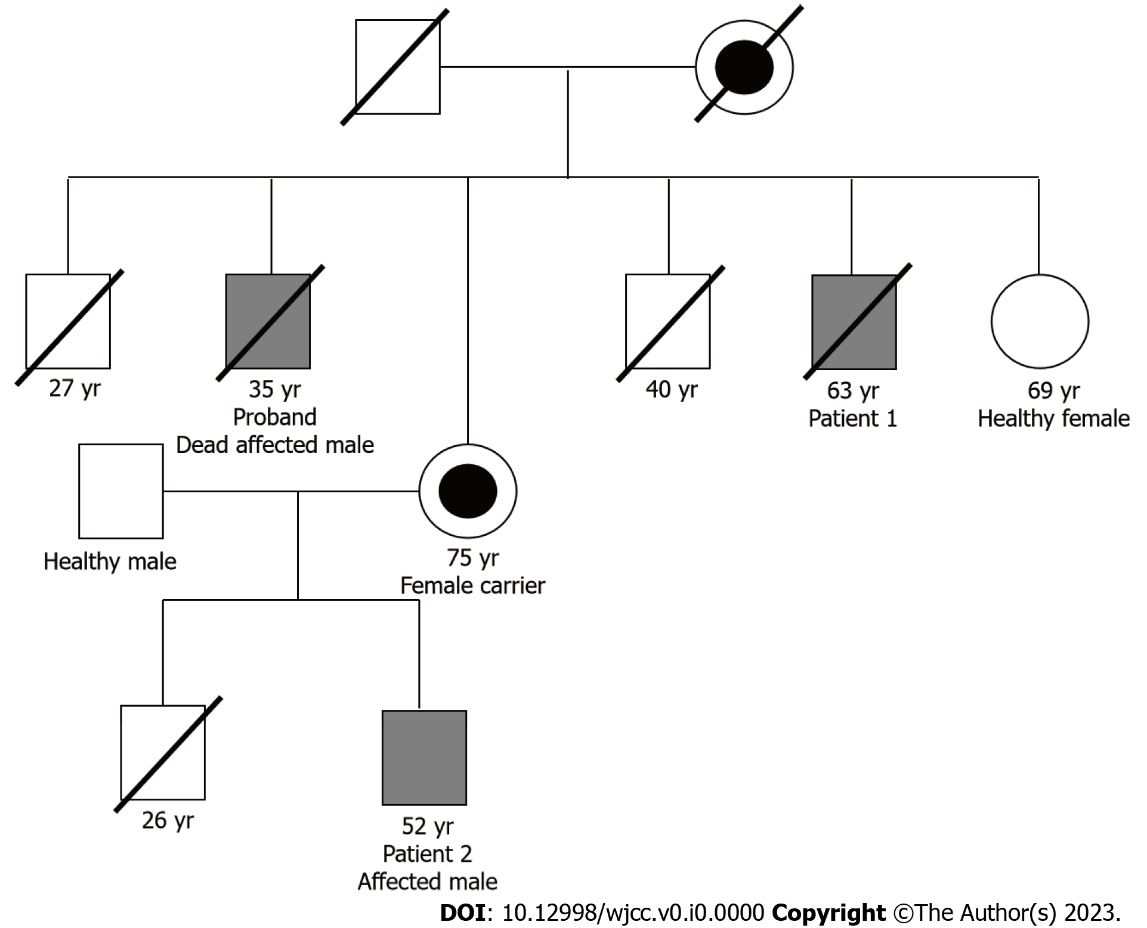 27 yr
35 yr
Proband
Dead affected male
40 yr
63 yr
Patient 1
69 yr
Healthy female
Healthy male
75 yr
Female carrier
26 yr
52 yr
Patient 2
Affected male
DOI: 10.12998/wjcc.v0.i0.0000 Copyright ©The Author(s) 2023.